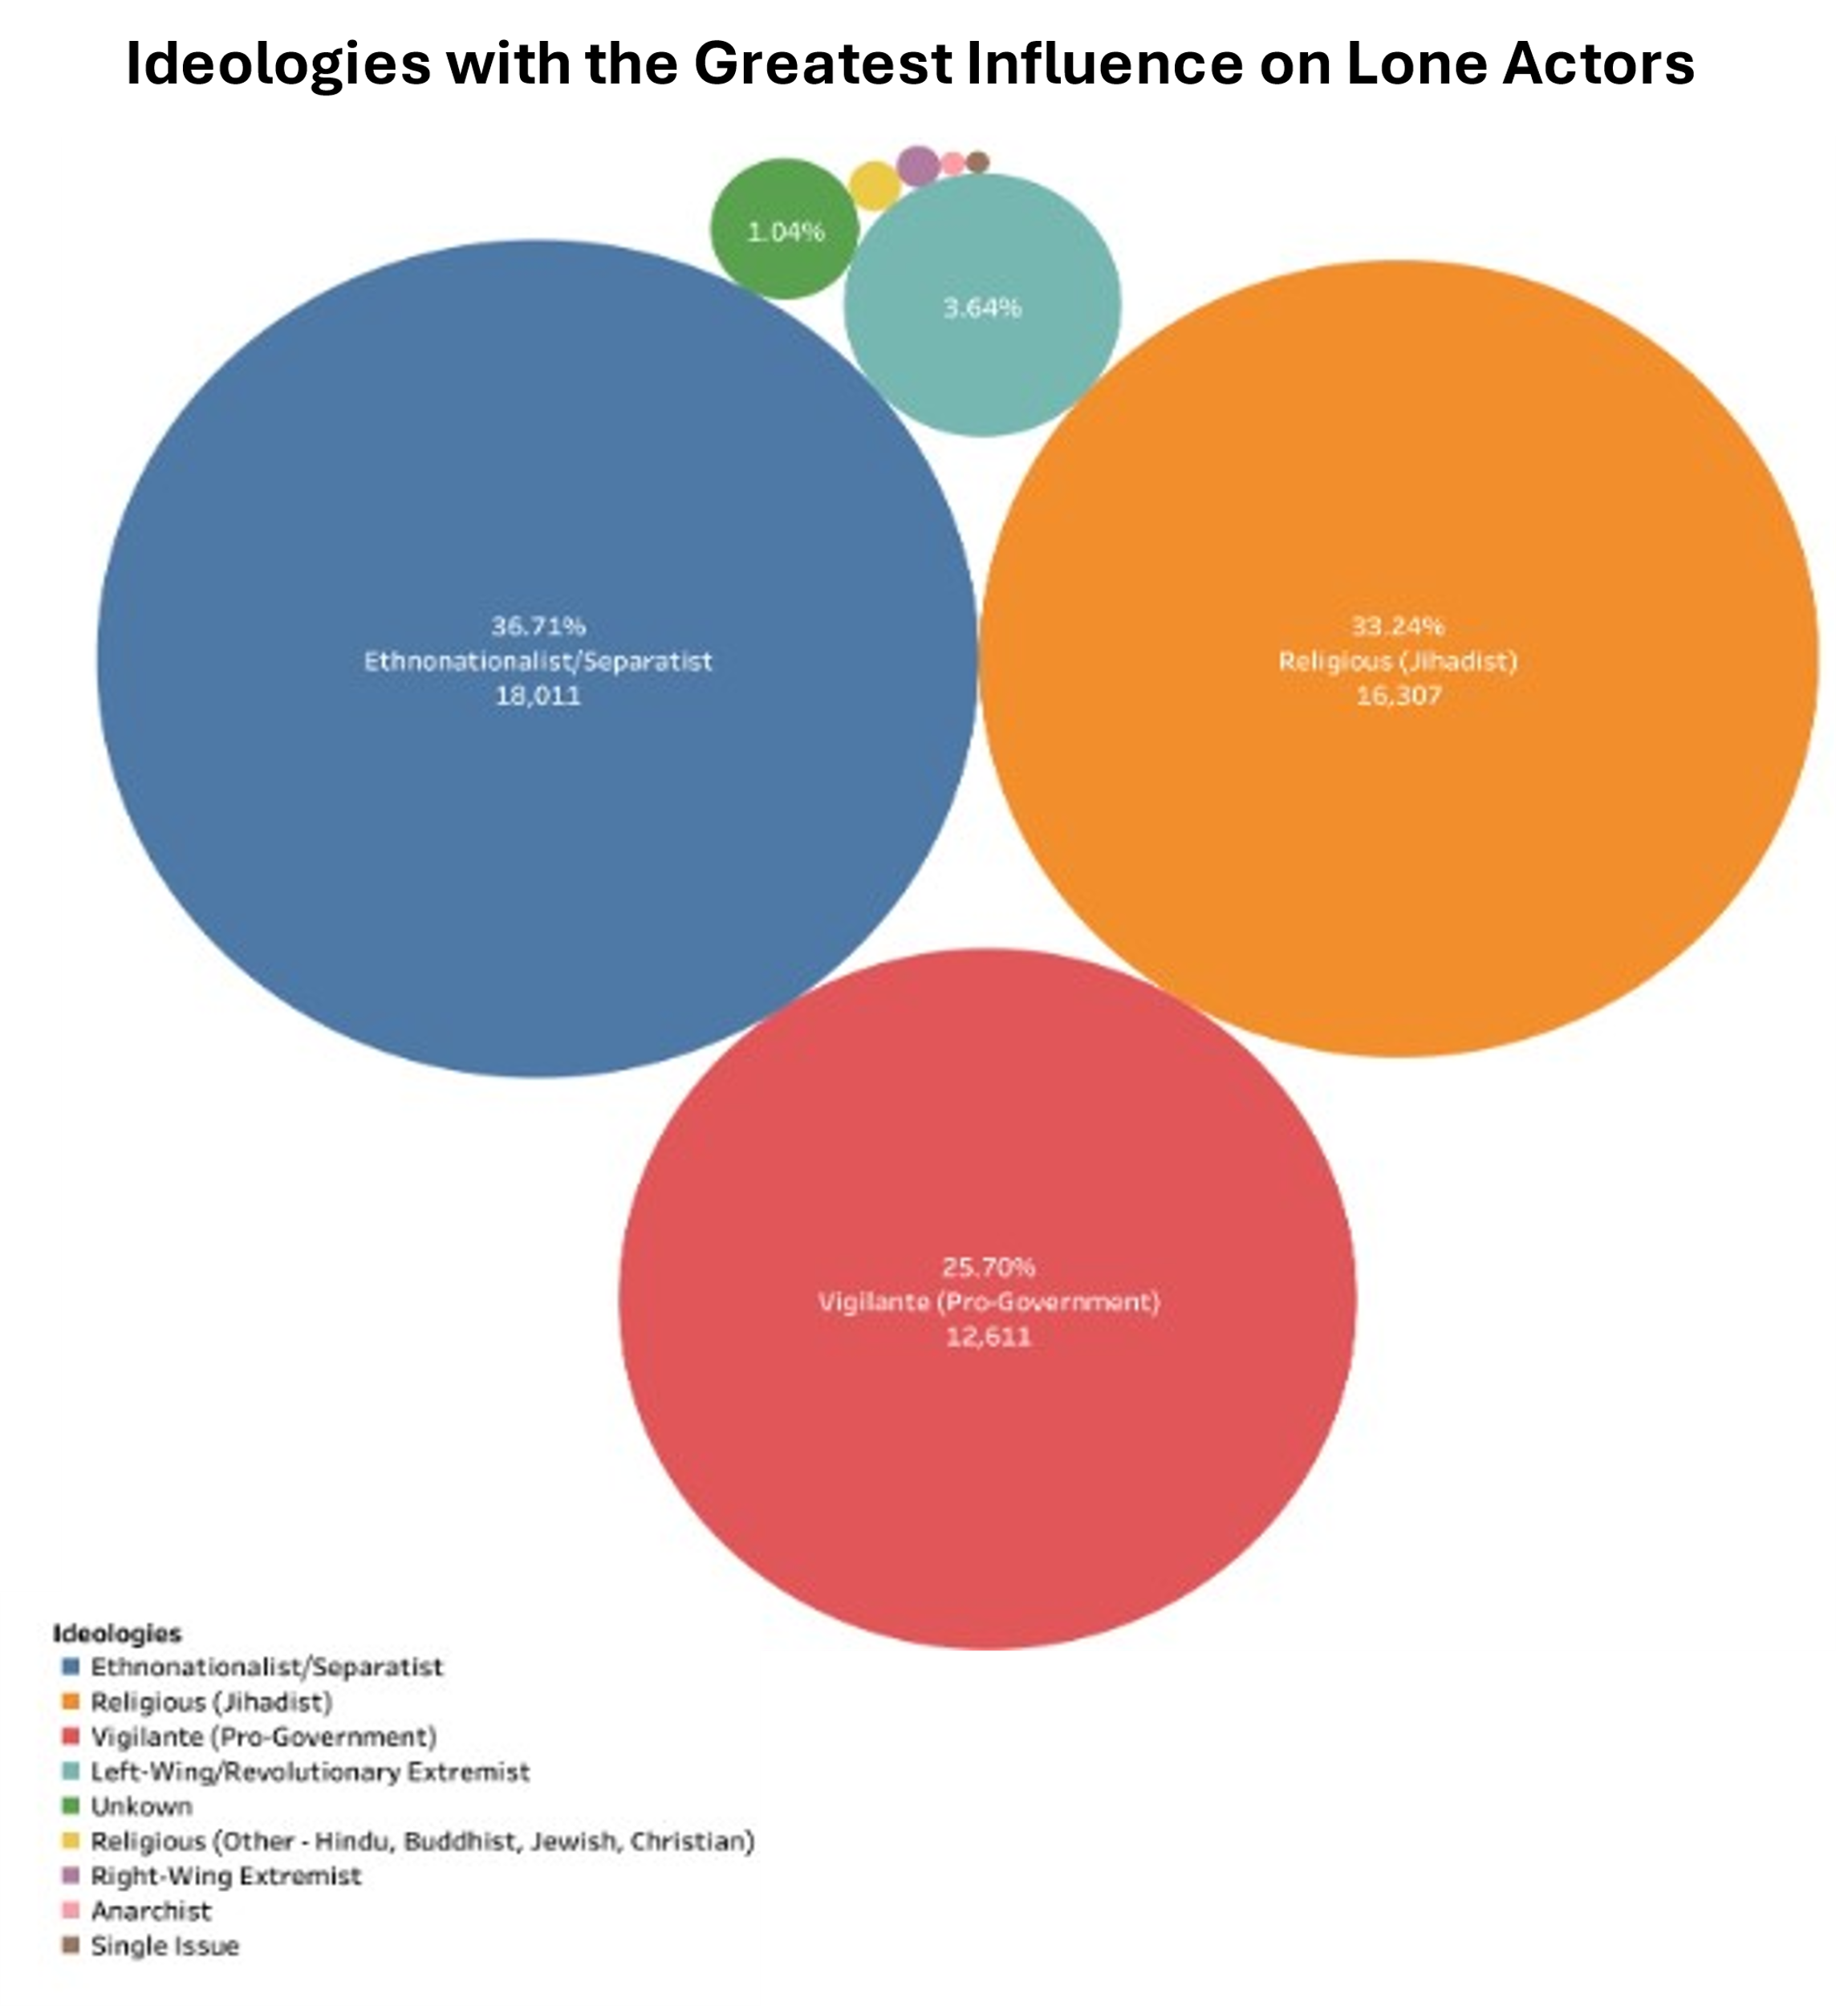 Ideologies with the Greatest Influence on Lone Actors
1.04%
3.64%
36.71%
Ethnonationalist/Separatist
18,011
33.24%
Religious (Jihadist)
16,307
25.70%
Vigilante (Pro-Government)
12,611
Ideologies
Ethnonationalist/Separatist
Religious (Jihadist)
Vigilante (Pro-Government)
Left-Wing/Revolutionary Extremist
Unkown
Religious (Other - Hindu, Buddhist, Jewish, Christian)
Right-Wing Extremist
Anarchist
Single Issue